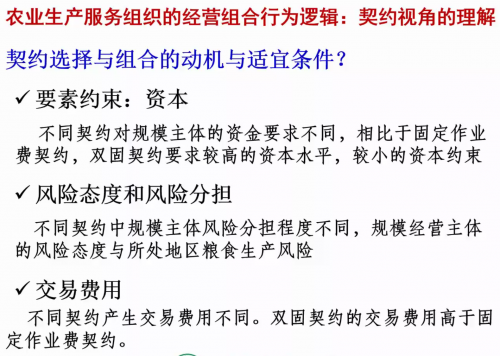 农业生产服务组织的经营组合行为逻辑：契约视角的理解
契约选择与组合的动机与适宜条件？
✓ 要素约束：资本
不同契约对规模主体的资金要求不同，相比于固定作业
费契约，双固契约要求较高的资本水平，较小的资本约束
✓ 风险态度和风险分担
不同契约中规模主体风险分担程度不同，规模经营主体
的风险态度与所处地区粮食生产风险
✓ 交易费用
不同契约产生交易费用不同。双固契约的交易费用高于固
定作业费契约。